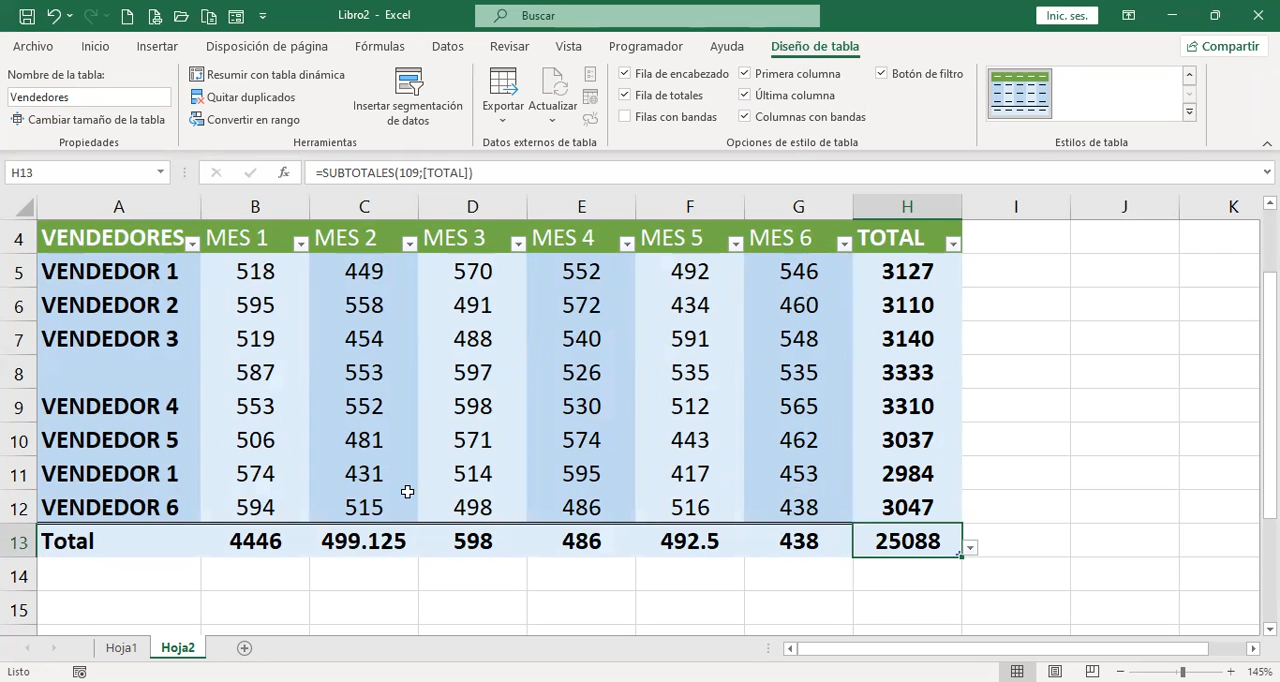 Libro2 - Excel
Buscar
Inic. ses.
Archivo Inicio Insertar Disposición de página Fórmulas Datos Revisar Vista Programador Ayuda Diseño de tabla Compartir
Nombre de la tabla:
Vendedores
Cambiar tamaño de la tabla
Propiedades
Resumir con tabla dinámica
Quitar duplicados
Convertir en rango
Insertar segmentación
de datos
Herramientas
Exportar Actualizar
Datos externos de tabla
Fila de encabezado Primera columna Botón de filtro
Fila de totales Última columna
Filas con bandas Columnas con bandas
Opciones de estilo de tabla
Estilos de tabla
H13 fx =SUBTOTALES(109;[TOTAL])
A B C D E F G H I J K
4 VENDEDORES MES 1 MES 2 MES 3 MES 4 MES 5 MES 6 TOTAL
5 VENDEDOR 1 518 449 570 552 492 546 3127
6 VENDEDOR 2 595 558 491 572 434 460 3110
7 VENDEDOR 3 519 454 488 540 591 548 3140
8 587 553 597 526 535 535 3333
9 VENDEDOR 4 553 552 598 530 512 565 3310
10 VENDEDOR 5 506 481 571 574 443 462 3037
11 VENDEDOR 1 574 431 514 595 417 453 2984
12 VENDEDOR 6 594 515 498 486 516 438 3047
13 Total 4446 499.125 598 486 492.5 438 25088
14
15
Hoja1 Hoja2
Listo 145%